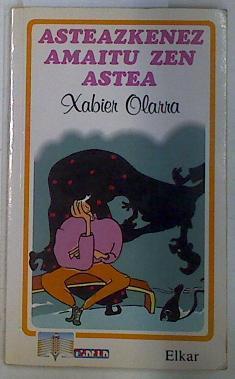 ASTEAZKENEZ
AMAITU ZEN
ASTEA
Xabier Olarra
Elkar